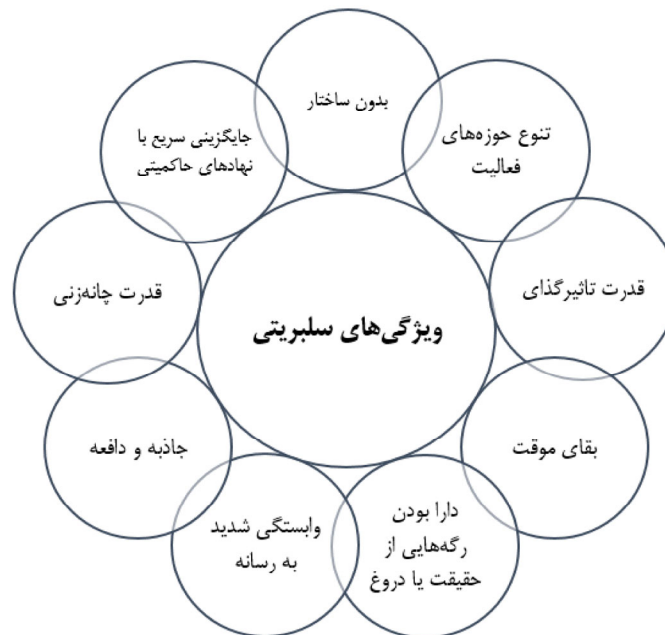 بدون ساختار
تنوع حوزه‌های
فعالیت
قدرت تاثیرگذای
بقای موقت
دارا بودن
رگه‌هایی از
حقیقت یا دروغ
وابستگی شدید
به رسانه
جاذبه و دافعه
قدرت چانه‌زنی
جایگزینی سریع با
نهادهای حاکمیتی
ویژگی‌های سلبریتی